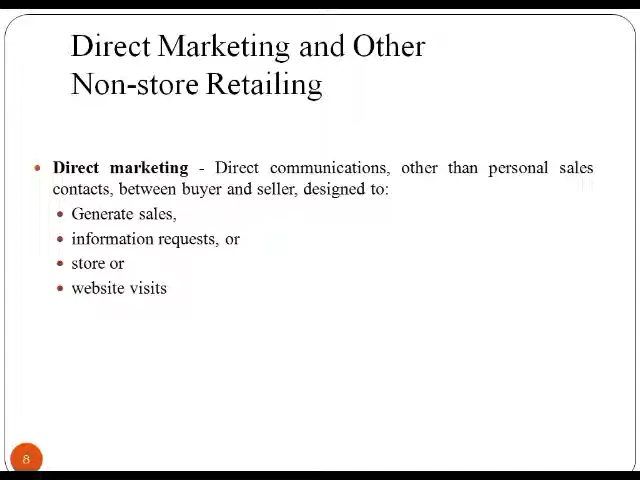 Direct Marketing and Other
Non-store Retailing
• Direct marketing - Direct communications, other than personal sales
contacts, between buyer and seller, designed to:
• Generate sales,
• information requests, or
• store or
• website visits
8